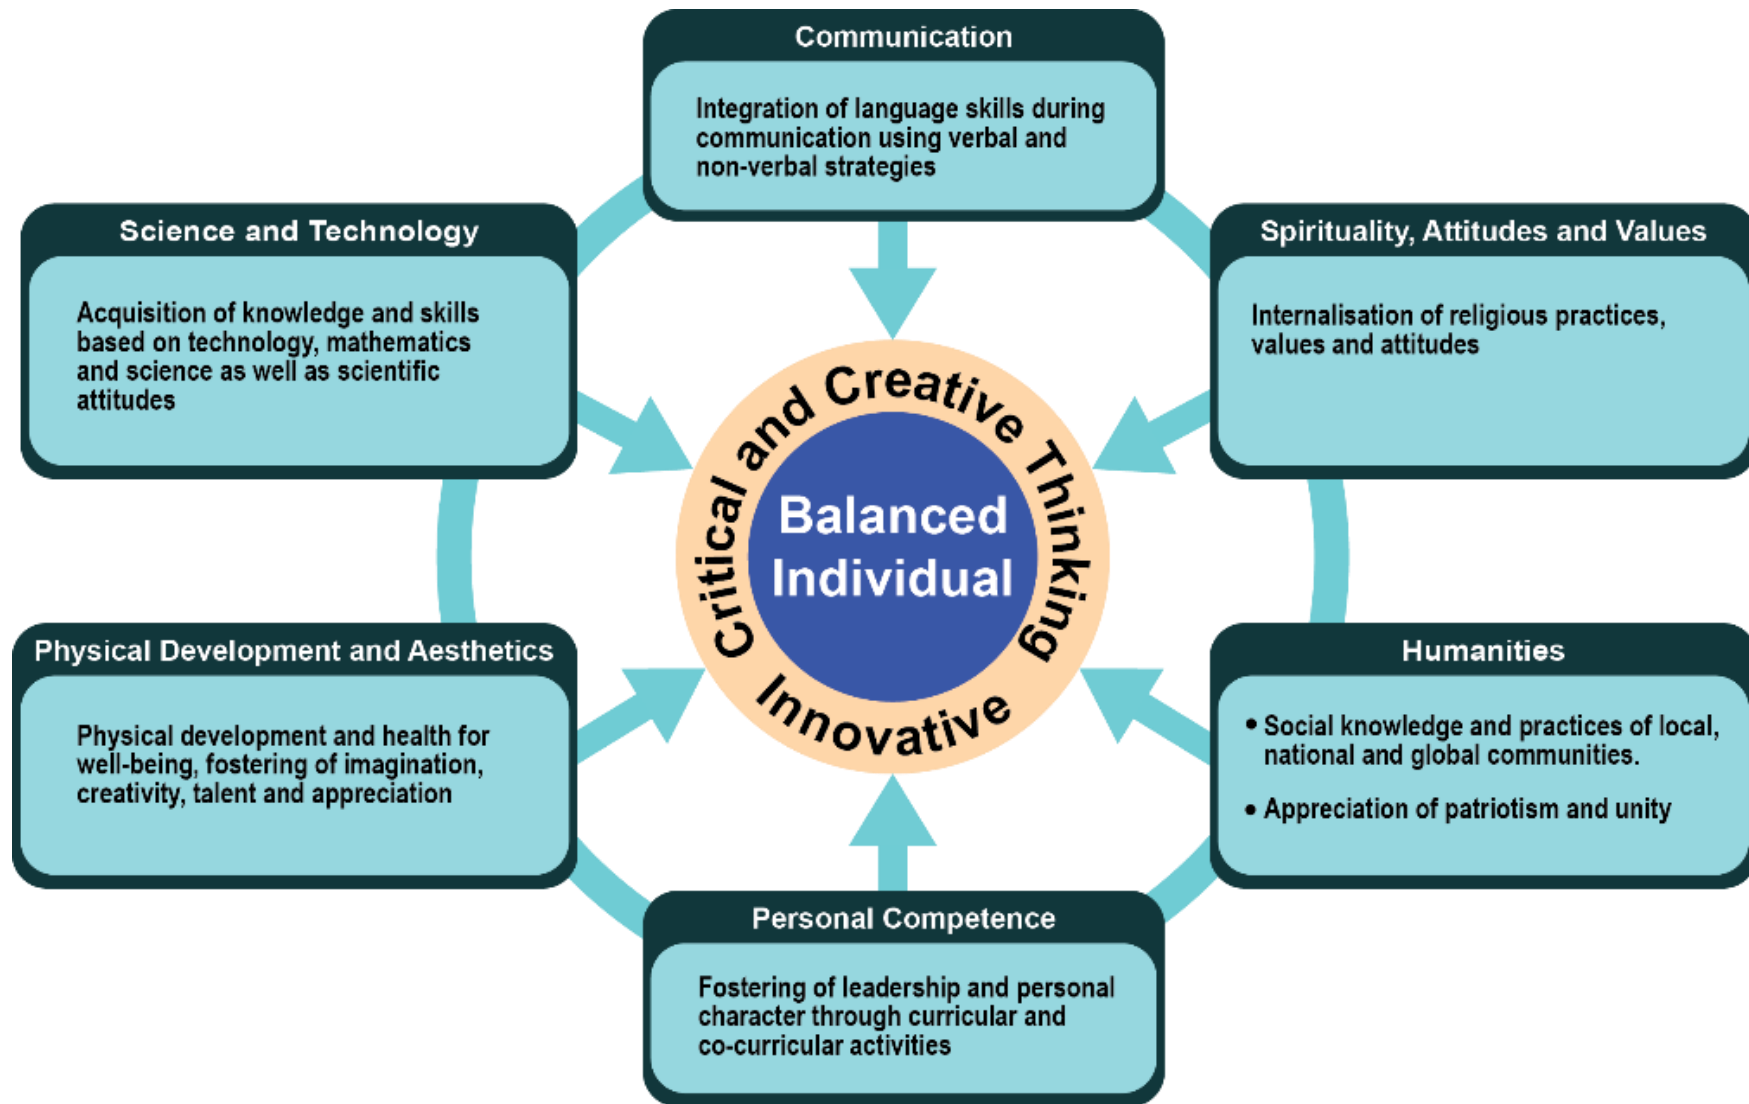 Communication
Integration of language skills during
communication using verbal and
non-verbal strategies
Science and Technology
Acquisition of knowledge and skills
based on technology, mathematics
and science as well as scientific
attitudes
Spirituality, Attitudes and Values
Internalisation of religious practices,
values and attitudes
Critical and Creative Thinking
Balanced
Individual
Innovative
Physical Development and Aesthetics
Physical development and health for
well-being, fostering of imagination,
creativity, talent and appreciation
Humanities
• Social knowledge and practices of local,
national and global communities.
• Appreciation of patriotism and unity
Personal Competence
Fostering of leadership and personal
character through curricular and
co-curricular activities